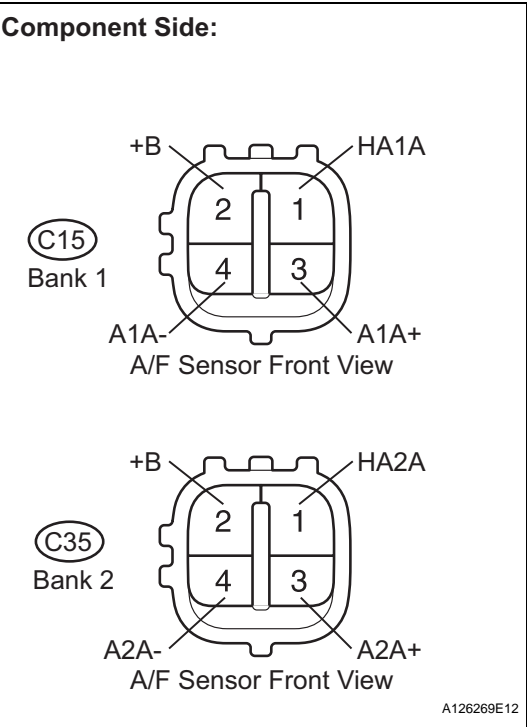 Component Side:
+B HA1A
2 1
C15
4 3
Bank 1
A1A- A1A+
A/F Sensor Front View
+B HA2A
2 1
C35
4 3
Bank 2
A2A- A2A+
A/F Sensor Front View
A126269E12